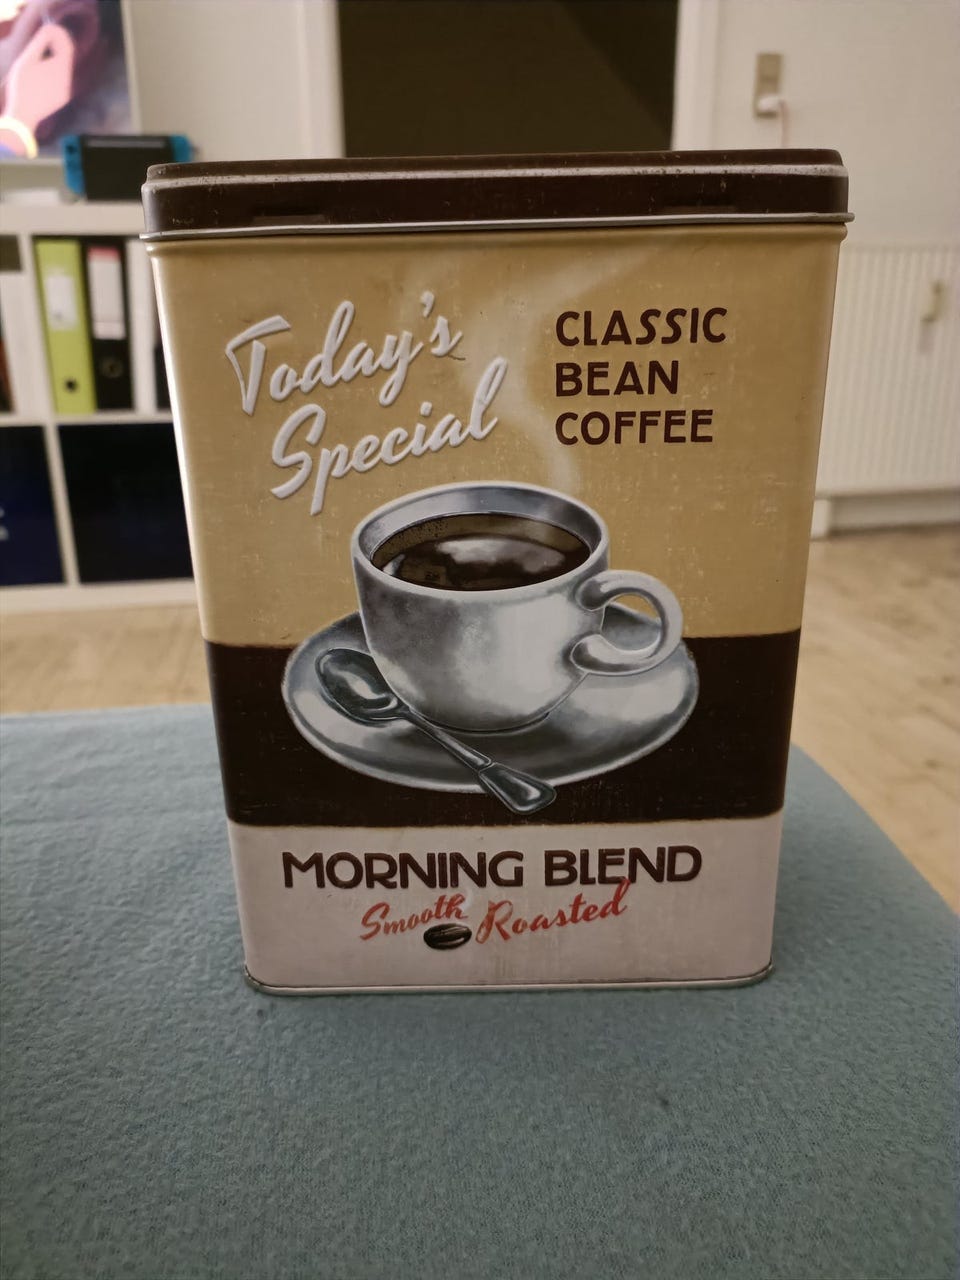 Today's
Special
CLASSIC
BEAN
COFFEE
MORNING BLEND
Smooth Roasted